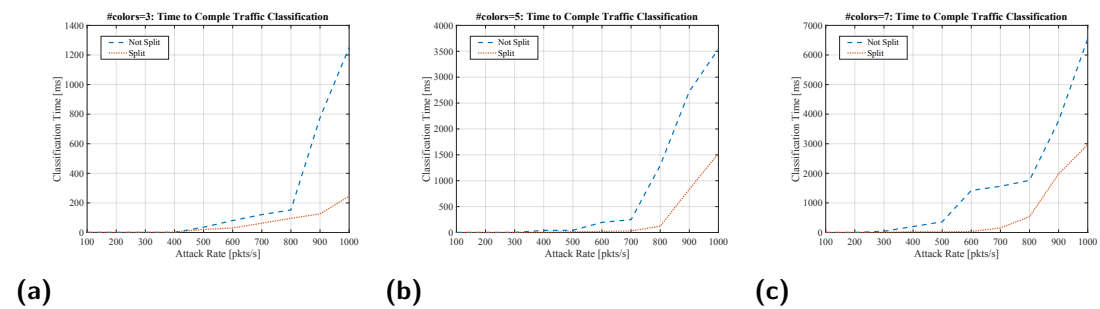 #colors=3: Time to Comple Traffic Classification
1400
1200
1000
800
600
400
200
0
Classification Time [ms]
Not Split
Split
100 200 300 400 500 600 700 800 900 1000
Attack Rate [pkts/s]
(a)
#colors=5: Time to Comple Traffic Classification
4000
3500
3000
2500
2000
1500
1000
500
0
Classification Time [ms]
Not Split
Split
100 200 300 400 500 600 700 800 900 1000
Attack Rate [pkts/s]
(b)
#colors=7: Time to Comple Traffic Classification
7000
6000
5000
4000
3000
2000
1000
0
Classification Time [ms]
Not Split
Split
100 200 300 400 500 600 700 800 900 1000
Attack Rate [pkts/s]
(c)